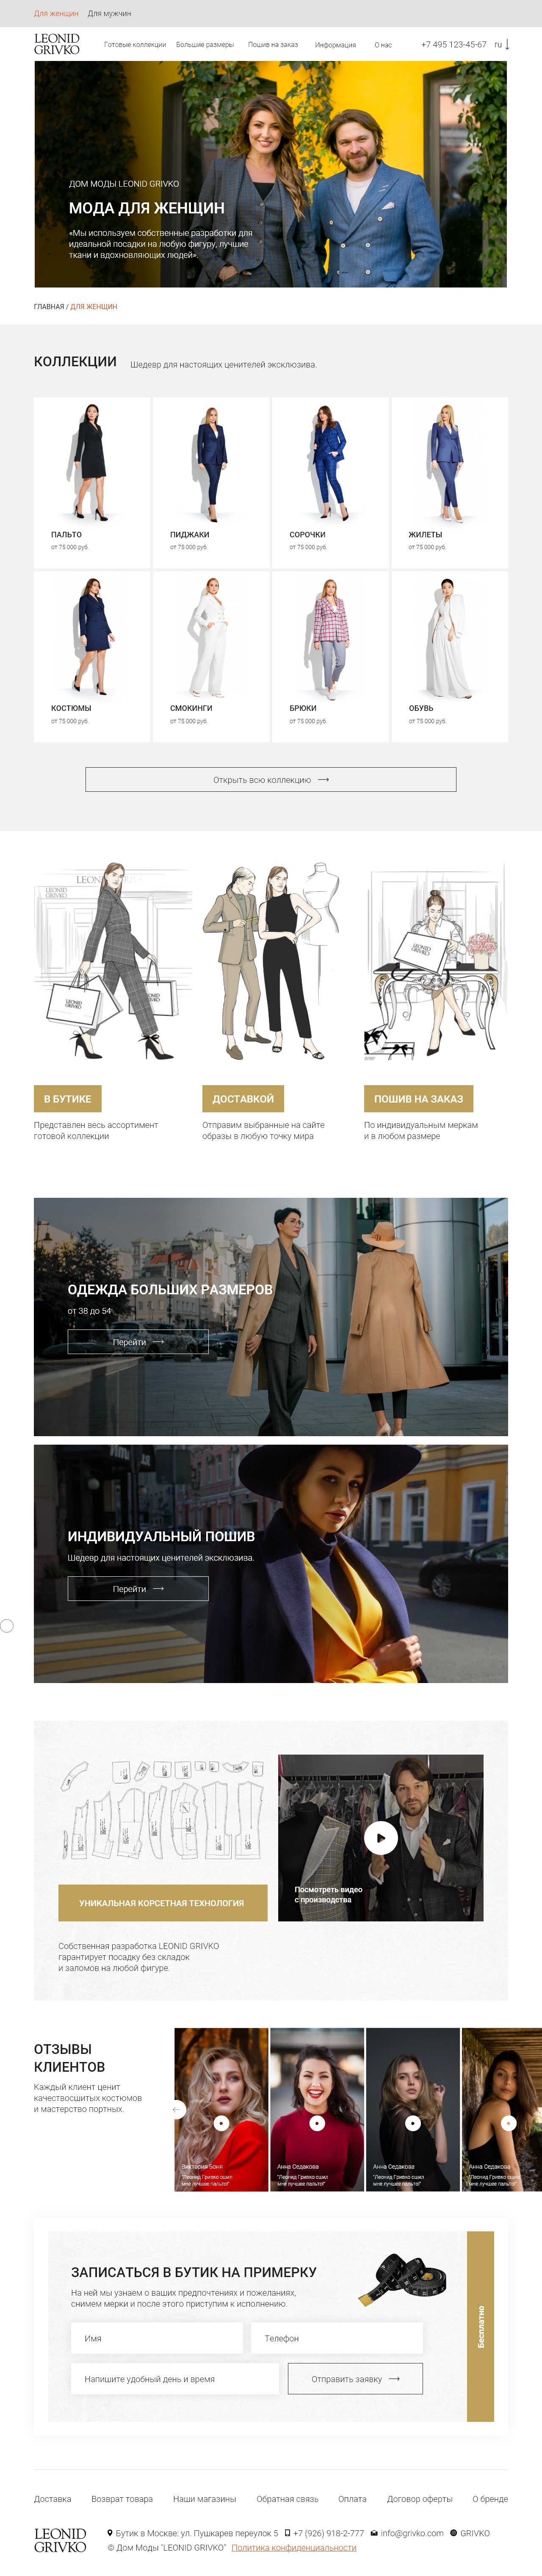 Для женщин Для мужчин
LEONID
GRIVKO
Готовые коллекции Большие размеры Пошив на заказ Информация О нас +7 495 123-45-67 ru
ДОМ МОДЫ LEONID GRIVKO
МОДА ДЛЯ ЖЕНЩИН
«Мы используем собственные разработки для
идеальной посадки на любую фигуру, лучшие
ткани и вдохновляющих людей».
ГЛАВНАЯ / ДЛЯ ЖЕНЩИН
КОЛЛЕКЦИИ Шедевр для настоящих ценителей эксклюзива.
ПАЛЬТО
от 75 000 руб.
ПИДЖАКИ
от 75 000 руб.
СОРОЧКИ
от 75 000 руб.
ЖИЛЕТЫ
от 75 000 руб.
КОСТЮМЫ
от 75 000 руб.
СМОКИНГИ
от 75 000 руб.
БРЮКИ
от 75 000 руб.
ОБУВЬ
от 75 000 руб.
Открыть всю коллекцию
LEONID
LEONID
GRIVKO
LEONID
GRIVKO
LEONID
GRIVKO
LEONID
GRIVKO
В БУТИКЕ
Представлен весь ассортимент
готовой коллекции
ДОСТАВКОЙ
Отправим выбранные на сайте
образы в любую точку мира
ПОШИВ НА ЗАКАЗ
По индивидуальным меркам
и в любом размере
ОДЕЖДА БОЛЬШИХ РАЗМЕРОВ
от 38 до 54
Перейти
ИНДИВИДУАЛЬНЫЙ ПОШИВ
Шедевр для настоящих ценителей эксклюзива.
Перейти
УНИКАЛЬНАЯ КОРСЕТНАЯ ТЕХНОЛОГИЯ
Собственная разработка LEONID GRIVKO
гарантирует посадку без складок
и заломов на любой фигуре.
Посмотреть видео
с производства
ОТЗЫВЫ
КЛИЕНТОВ
Каждый клиент ценит
качествосшитых костюмов
и мастерство портных.
Виктория Боня
"Леонид Гривко сшил
мне лучшее пальто!"
Анна Седакова
"Леонид Гривко сшил
мне лучшее пальто!"
Анна Седакова
"Леонид Гривко сшил
мне лучшее пальто!"
Анна Седакова
"Леонид Гривко сшил
мне лучшее пальто!"
ЗАПИСАТЬСЯ В БУТИК НА ПРИМЕРКУ
На ней мы узнаем о ваших предпочтениях и пожеланиях,
снимем мерки и после этого приступим к исполнению.
Имя
Телефон
Напишите удобный день и время
Отправить заявку
Бесплатно
Доставка Возврат товара Наши магазины Обратная связь Оплата Договор оферты О бренде
LEONID
GRIVKO
Бутик в Москве: ул. Пушкарев переулок 5 +7 (926) 918-2-777 info@grivko.com GRIVKO
© Дом Моды "LEONID GRIVKO" Политика конфиденциальности